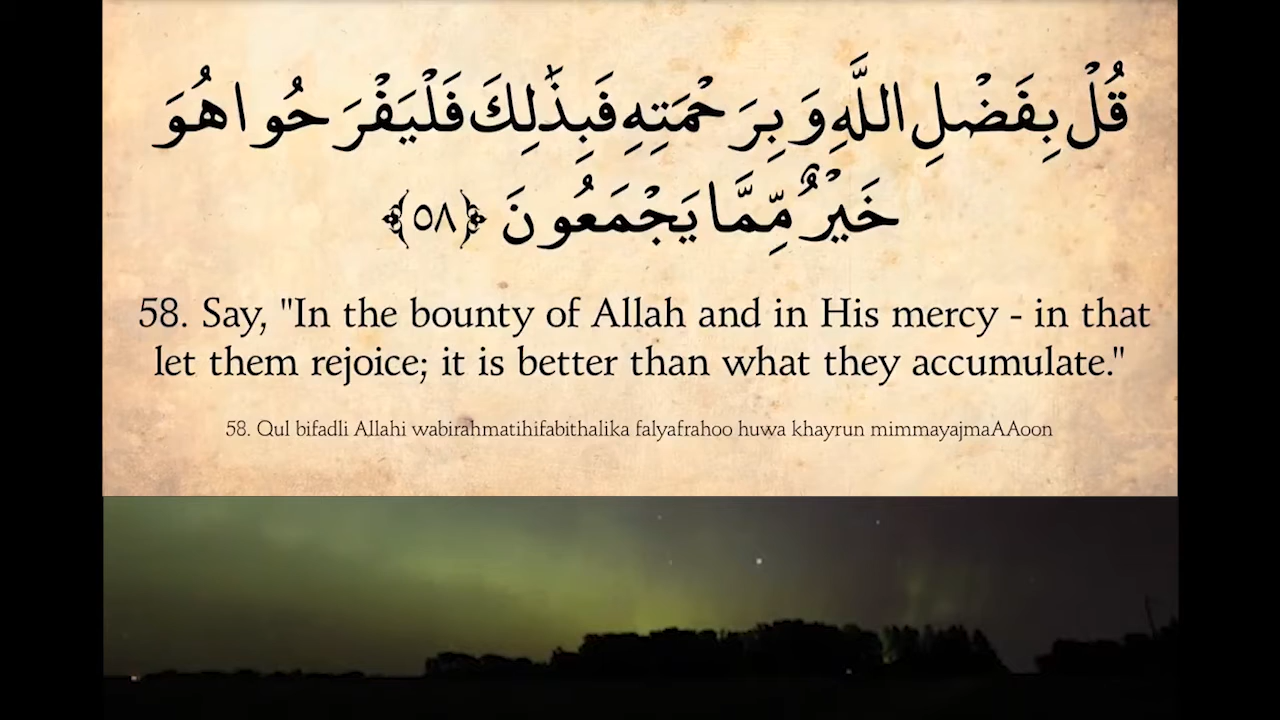 قُلْ بِفَضْلِ اللَّهِ وَبِرَحْمَتِهِ فَبِذَٰلِكَ فَلْيَفْرَحُوا هُوَ
خَيْرٌ مِّمَّا يَجْمَعُونَ ﴿٥٨﴾
58. Say, "In the bounty of Allah and in His mercy - in that
let them rejoice; it is better than what they accumulate."
58. Qul bifadli Allahi wabirahmatihifabithalika falyafrahoo huwa khayrun mimmayajmaAAoon